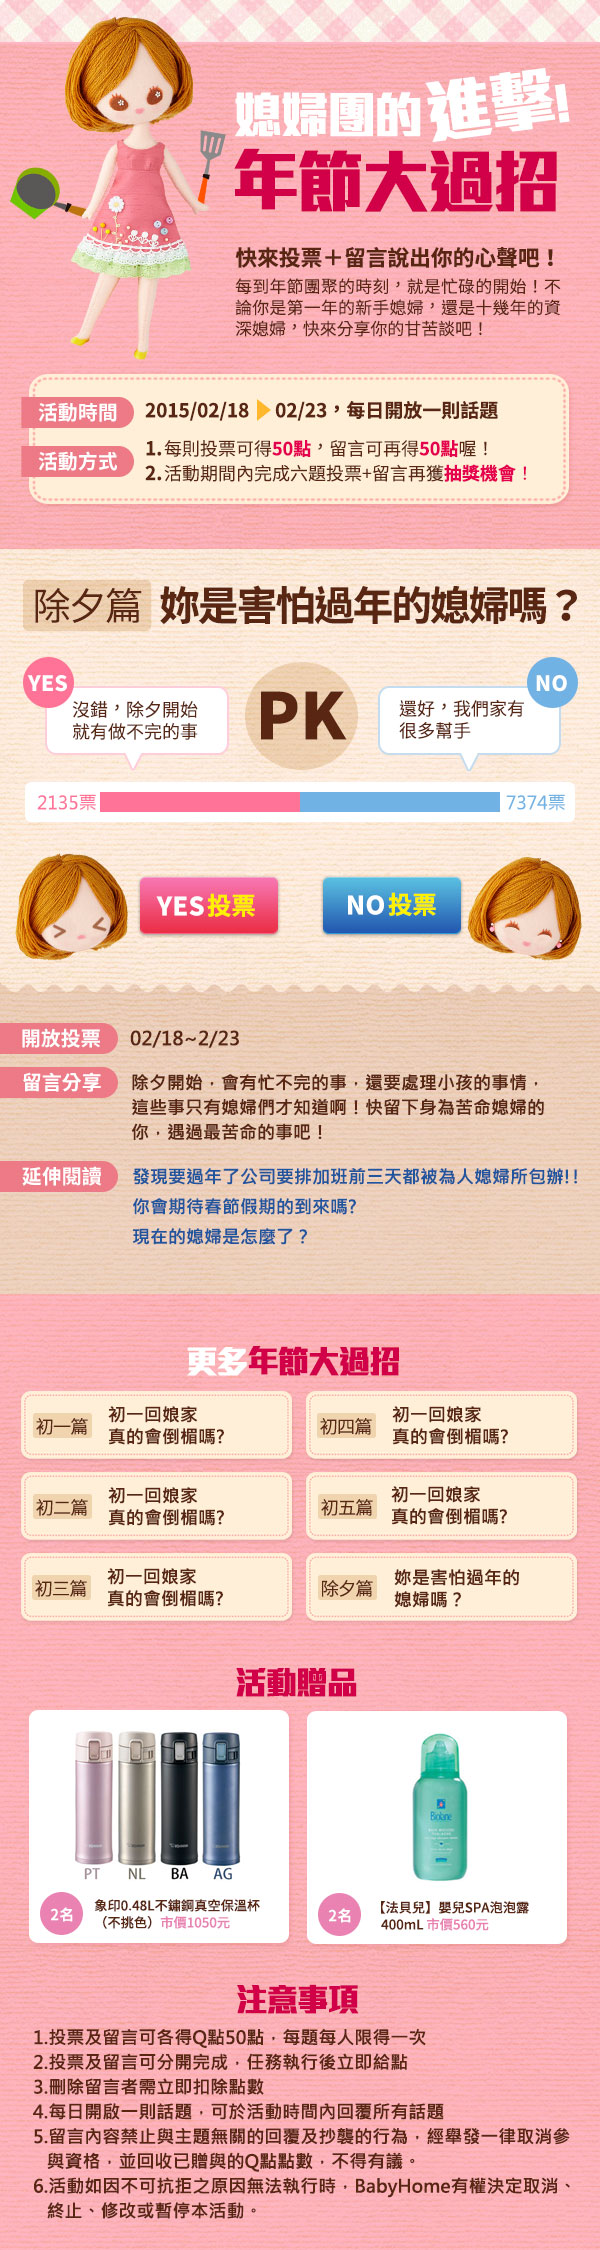 媳婦團的進擊!
年節大過招
快來投票＋留言說出你的心聲吧！
每到年節團聚的時刻，就是忙碌的開始！不
論你是第一年的新手媳婦，還是十幾年的資
深媳婦，快來分享你的甘苦談吧！
活動時間 2015/02/18 ▶ 02/23，每日開放一則話題
活動方式 1.每則投票可得50點，留言可再得50點喔！
2.活動期間內完成六題投票+留言再獲抽獎機會！
除夕篇 妳是害怕過年的媳婦嗎？
YES
沒錯，除夕開始
就有做不完的事
PK
NO
還好，我們家有
很多幫手
2135票 7374票
YES投票 NO投票
開放投票 02/18~2/23
留言分享 除夕開始，會有忙不完的事，還要處理小孩的事情，
這些事只有媳婦們才知道啊！快留下身為苦命媳婦的
你，遇過最苦命的事吧！
延伸閱讀 發現要過年了公司要排加班前三天都被為人媳婦所包辦!!
你會期待春節假期的到來嗎?
現在的媳婦是怎麼了？
更多年節大過招
初一篇 初一回娘家
真的會倒楣嗎?
初四篇 初一回娘家
真的會倒楣嗎?
初二篇 初一回娘家
真的會倒楣嗎?
初五篇 初一回娘家
真的會倒楣嗎?
初三篇 初一回娘家
真的會倒楣嗎?
除夕篇 妳是害怕過年的
媳婦嗎？
活動贈品
PT NL BA AG
2名 象印0.48L不鏽鋼真空保溫杯
（不挑色）市價1050元
Biolane
2名 【法貝兒】嬰兒SPA泡泡露
400mL 市價560元
注意事項
1.投票及留言可各得Q點50點，每題每人限得一次
2.投票及留言可分開完成，任務執行後立即給點
3.刪除留言者需立即扣除點數
4.每日開啟一則話題，可於活動時間內回覆所有話題
5.留言內容禁止與主題無關的回覆及抄襲的行為，經舉發一律取消參
與資格，並回收已贈與的Q點點數，不得有議。
6.活動如因不可抗拒之原因無法執行時，BabyHome有權決定取消、
終止、修改或暫停本活動。